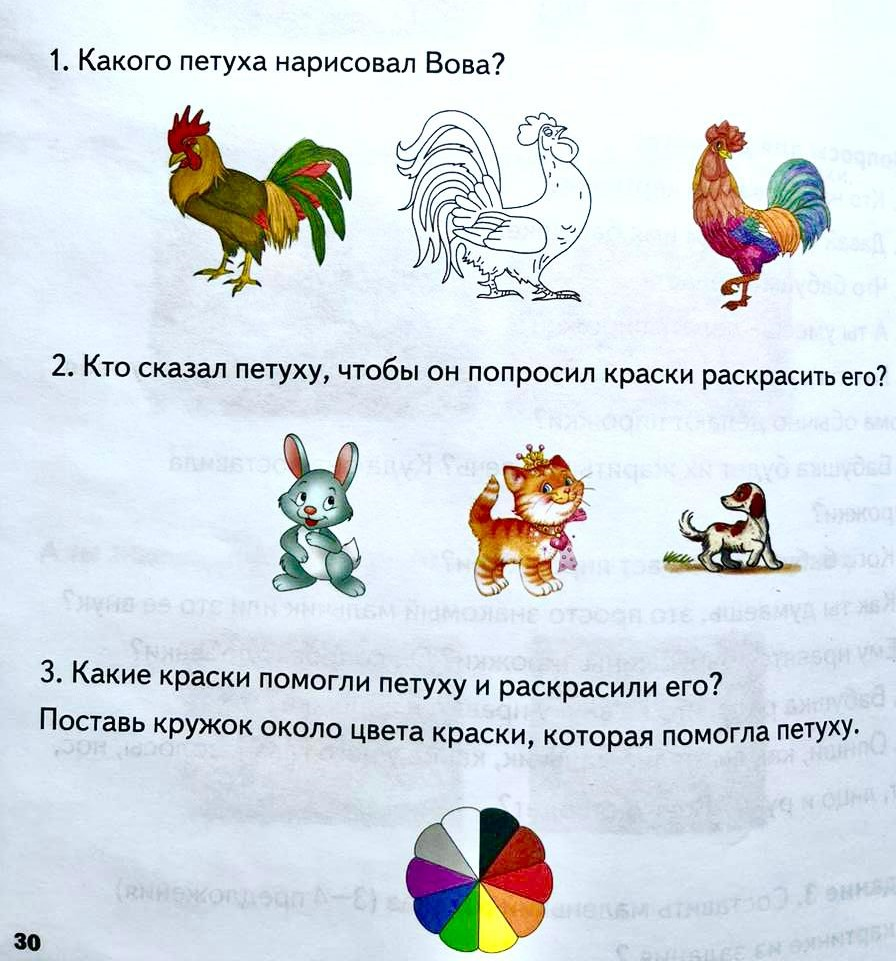 1. Какого петуха нарисовал Вова?
2. Кто сказал петуху, чтобы он попросил краски раскрасить его?
3. Какие краски помогли петуху и раскрасили его?
Поставь кружок около цвета краски, которая помогла петуху.
30